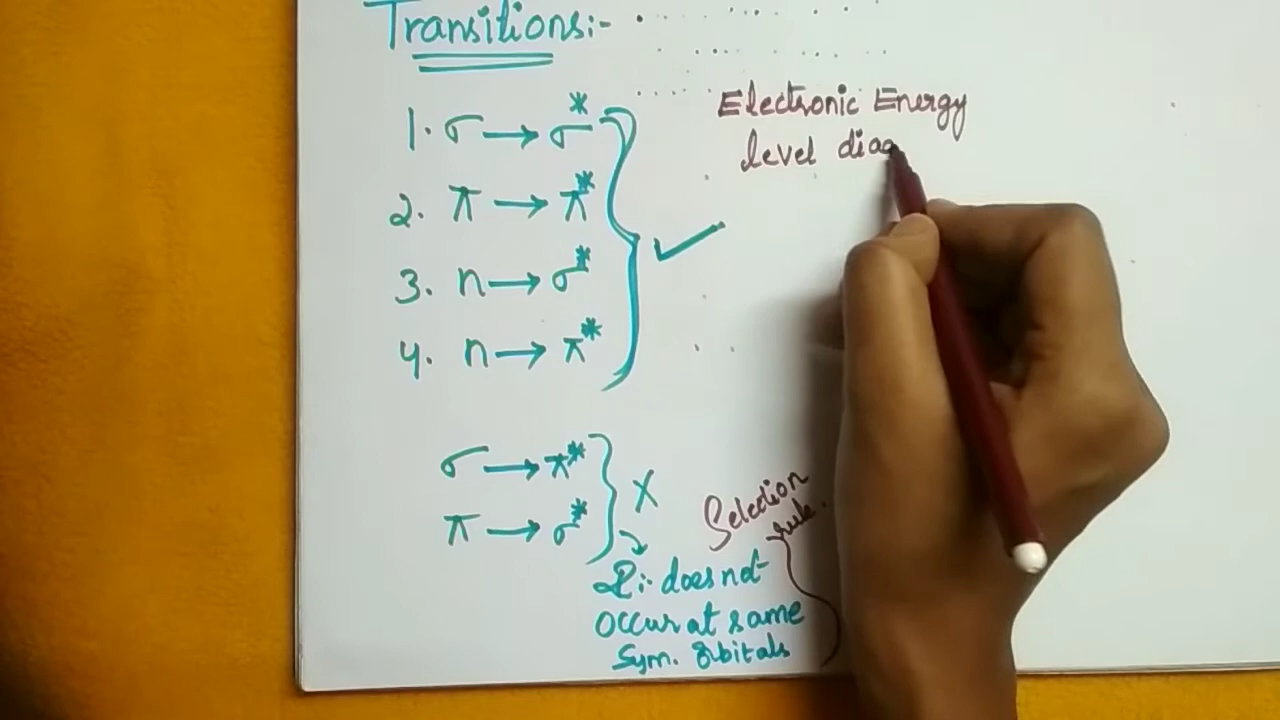 Transitions:-
1. σ → σ*
2. π → π*
3. n → σ*
4. n → π*
✓
Electronic Energy
level diag
σ → π*
π → σ*
X
Selection
rule.
does not
occur at same
Sym. orbitals